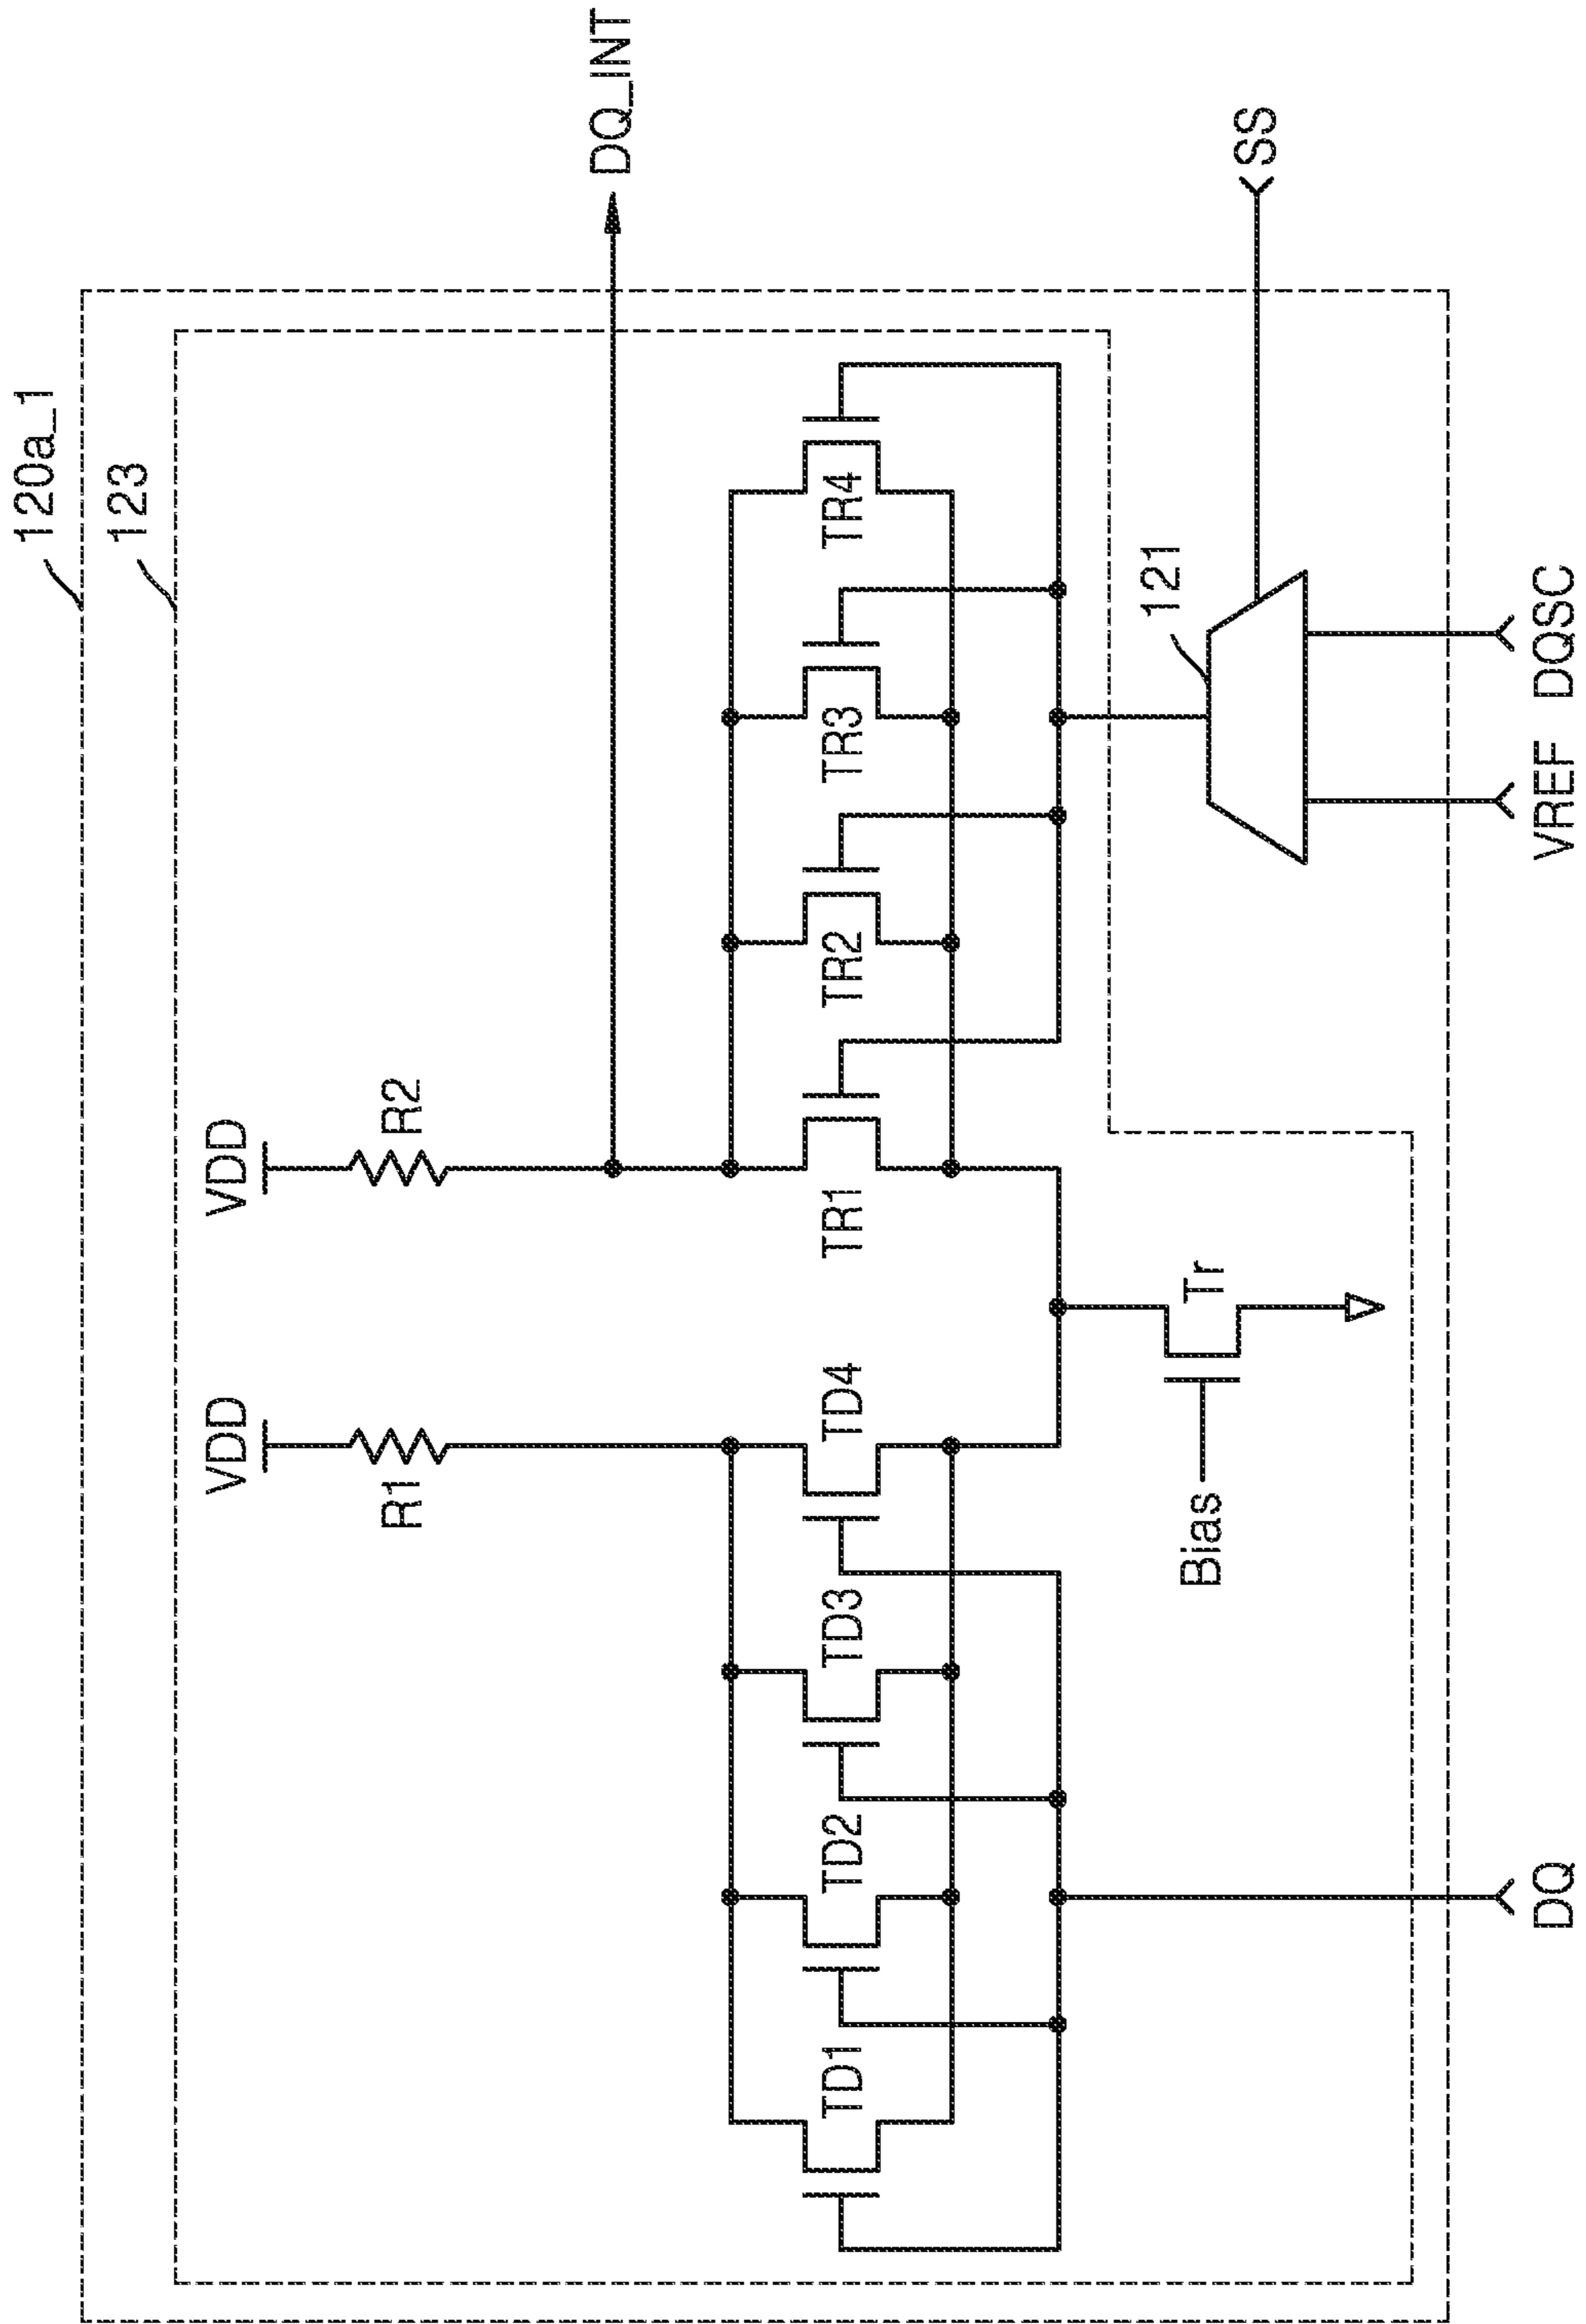 120a_1
123
VDD
VDD
R1
R2
DQ_INT
TD1
TD2
TD3
TD4
TR1
TR2
TR3
TR4
Bias
Tr
121
SS
DQ
VREF
DQSC